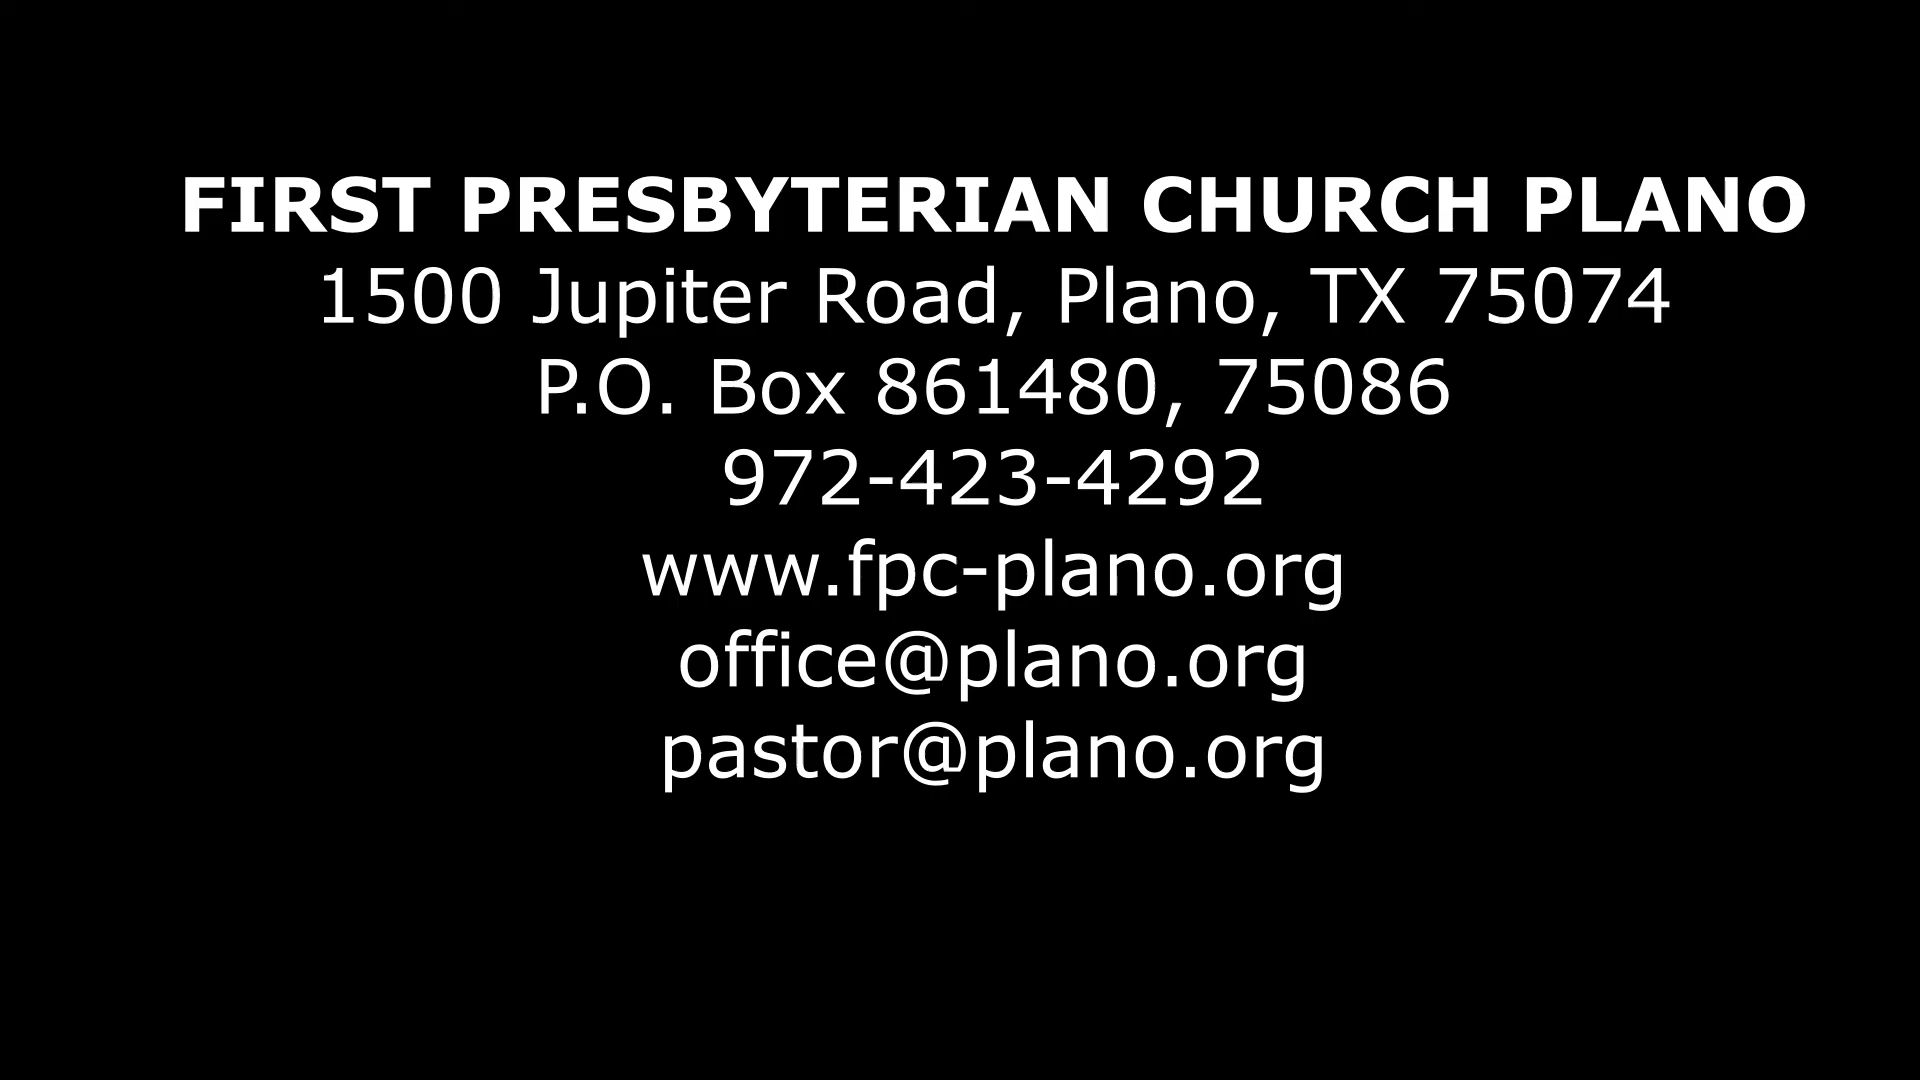 FIRST PRESBYTERIAN CHURCH PLANO
1500 Jupiter Road, Plano, TX 75074
P.O. Box 861480, 75086
972-423-4292
www.fpc-plano.org
office@plano.org
pastor@plano.org